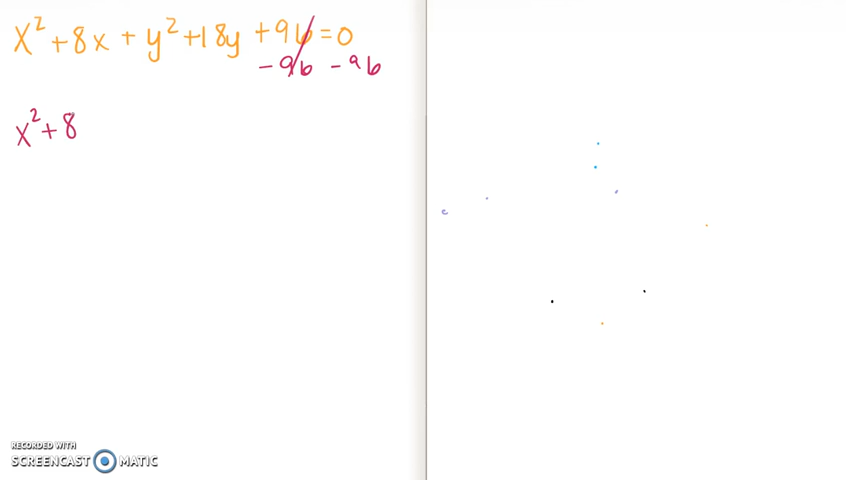 x² + 8x + y² + 18y + 96 = 0
- 96 - 96
x² + 8
RECORDED WITH
SCREENCAST MATIC